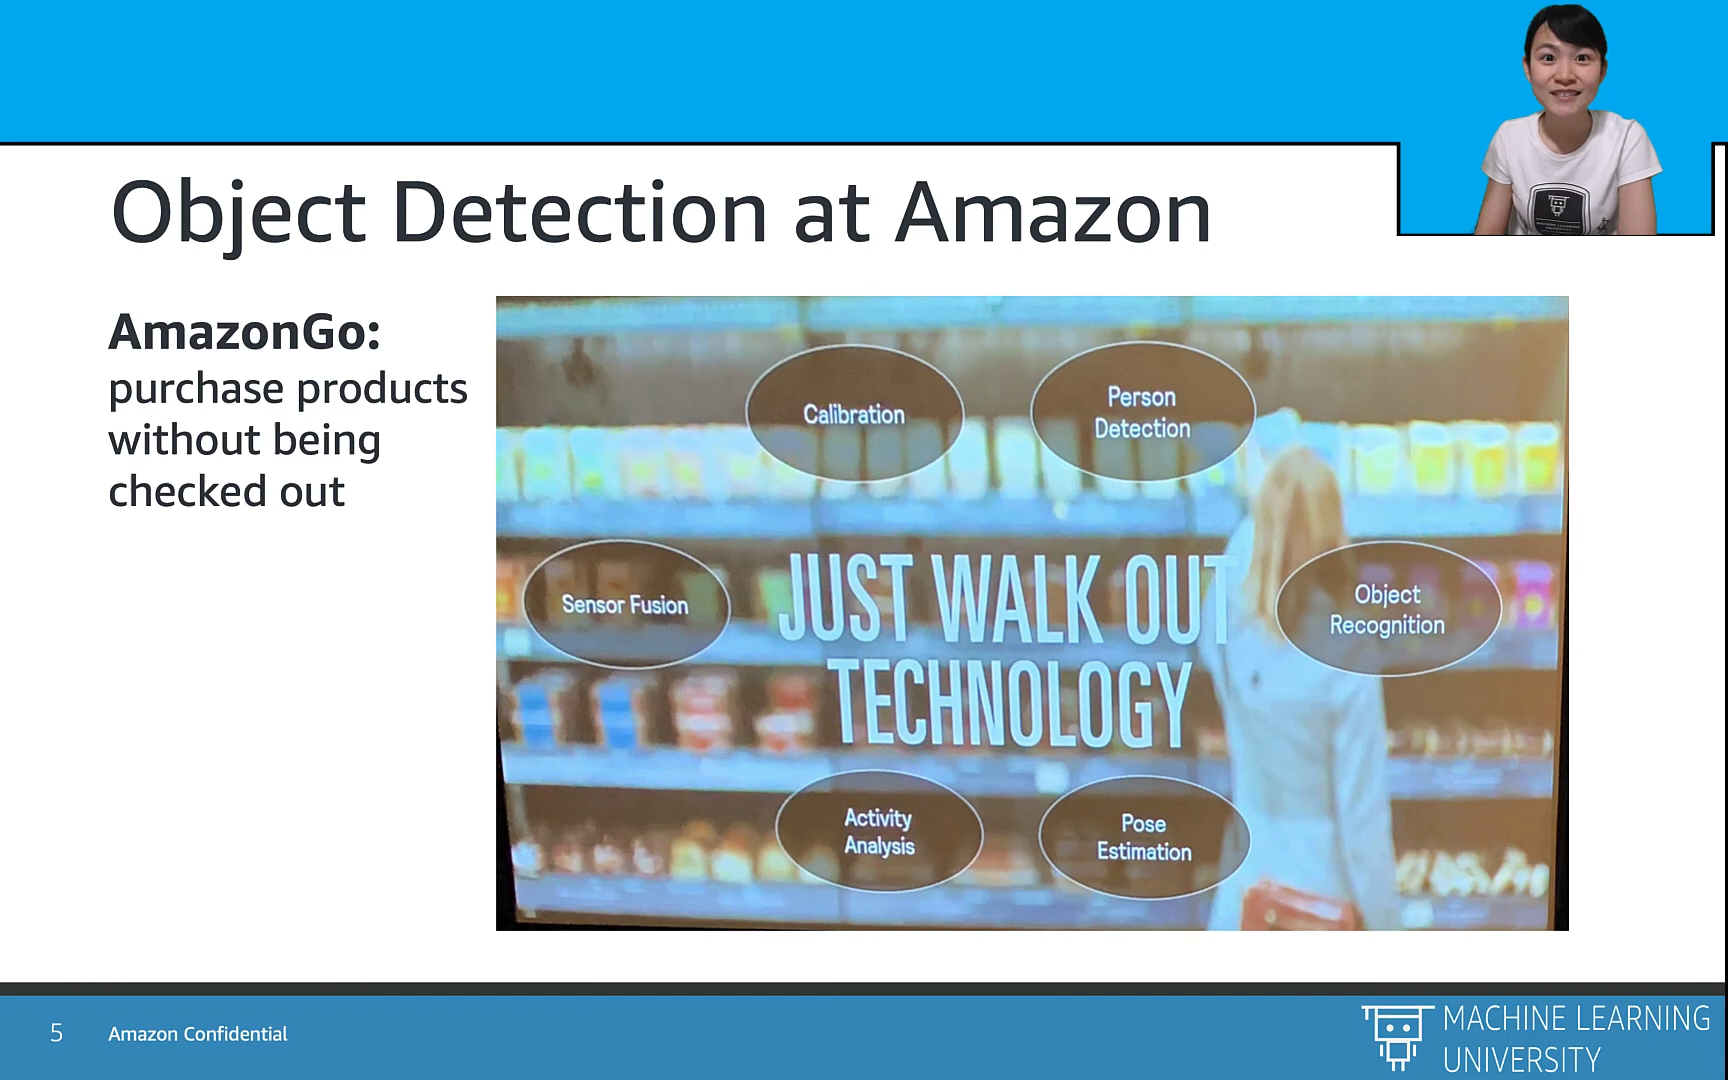 Object Detection at Amazon
AmazonGo:
purchase products
without being
checked out
Calibration
Person
Detection
Sensor Fusion
JUST WALK OUT
TECHNOLOGY
Object
Recognition
Activity
Analysis
Pose
Estimation
5
Amazon Confidential
MACHINE LEARNING
UNIVERSITY